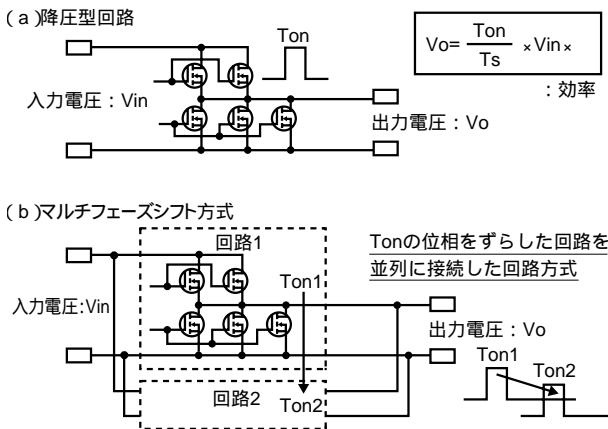 (a)降圧型回路
Ton
Vo= Ton/Ts ×Vin×
:効率
入力電圧:Vin
出力電圧:Vo
(b)マルチフェーズシフト方式
回路1
Tonの位相をずらした回路を
並列に接続した回路方式
Ton1
入力電圧:Vin
出力電圧:Vo
Ton1
Ton2
回路2
Ton2